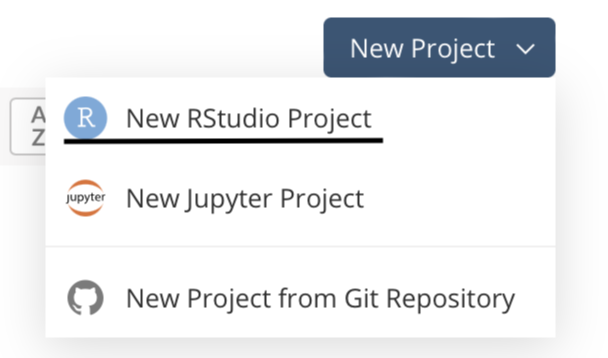 New Project
A
Z
R New RStudio Project
jupyter New Jupyter Project
New Project from Git Repository